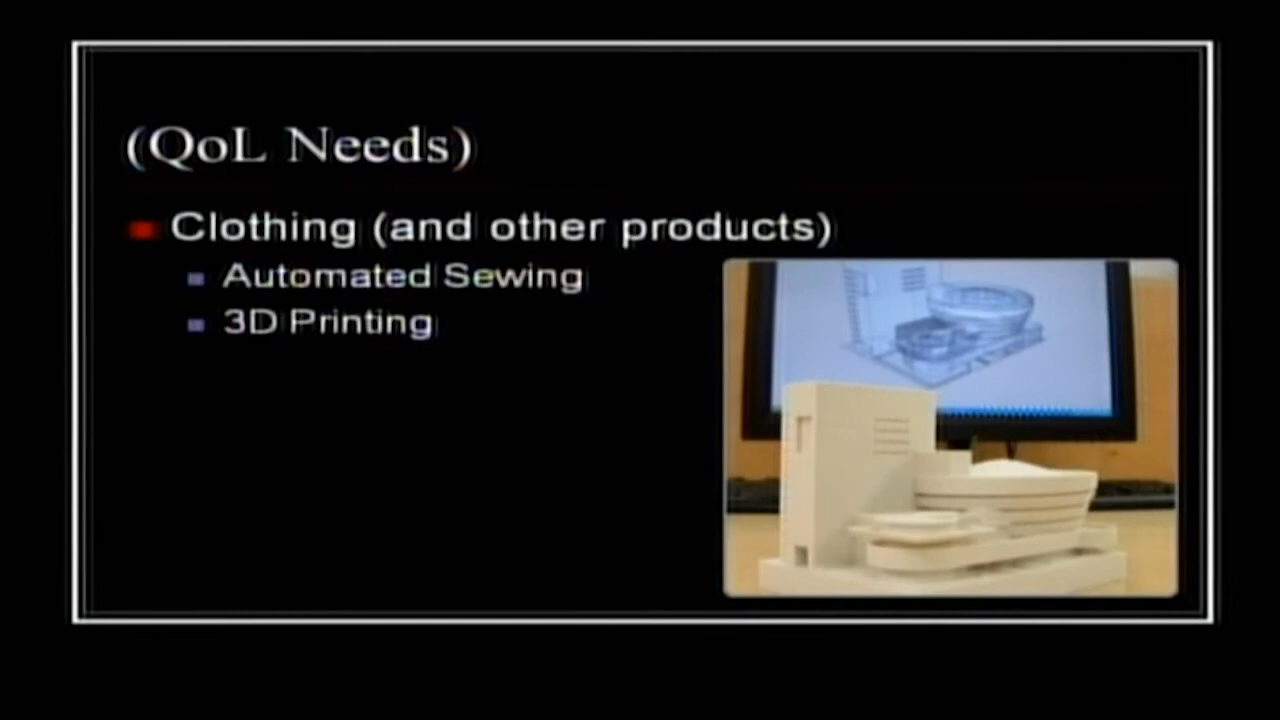 (QoL Needs)
Clothing (and other products)
Automated Sewing
3D Printing